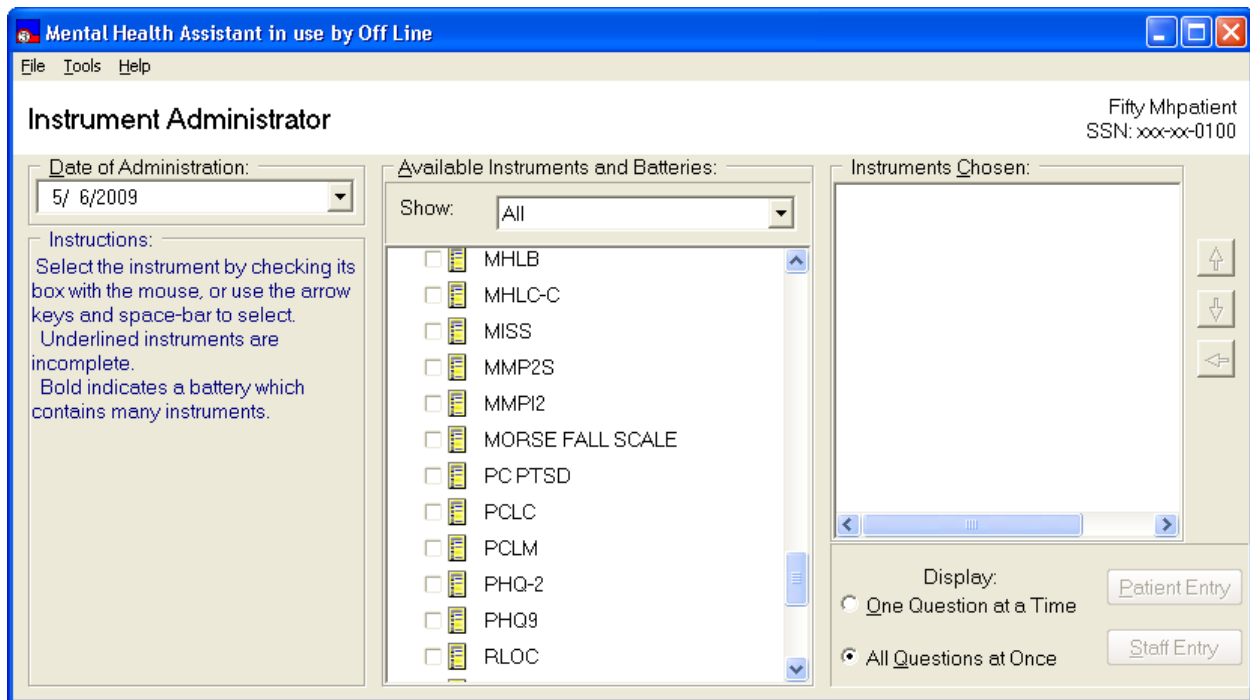 Mental Health Assistant in use by Off Line
File Tools Help
Instrument Administrator
Fifty Mhpatient
SSN: xxx-xx-0100
Date of Administration:
5/ 6/2009
Instructions:
Select the instrument by checking its
box with the mouse, or use the arrow
keys and space-bar to select.
Underlined instruments are
incomplete.
Bold indicates a battery which
contains many instruments.
Available Instruments and Batteries:
Show: All
MHLB
MHLC-C
MISS
MMP2S
MMPI2
MORSE FALL SCALE
PC PTSD
PCLC
PCLM
PHQ-2
PHQ9
RLOC
Instruments Chosen:
Display:
One Question at a Time
All Questions at Once
Patient Entry
Staff Entry